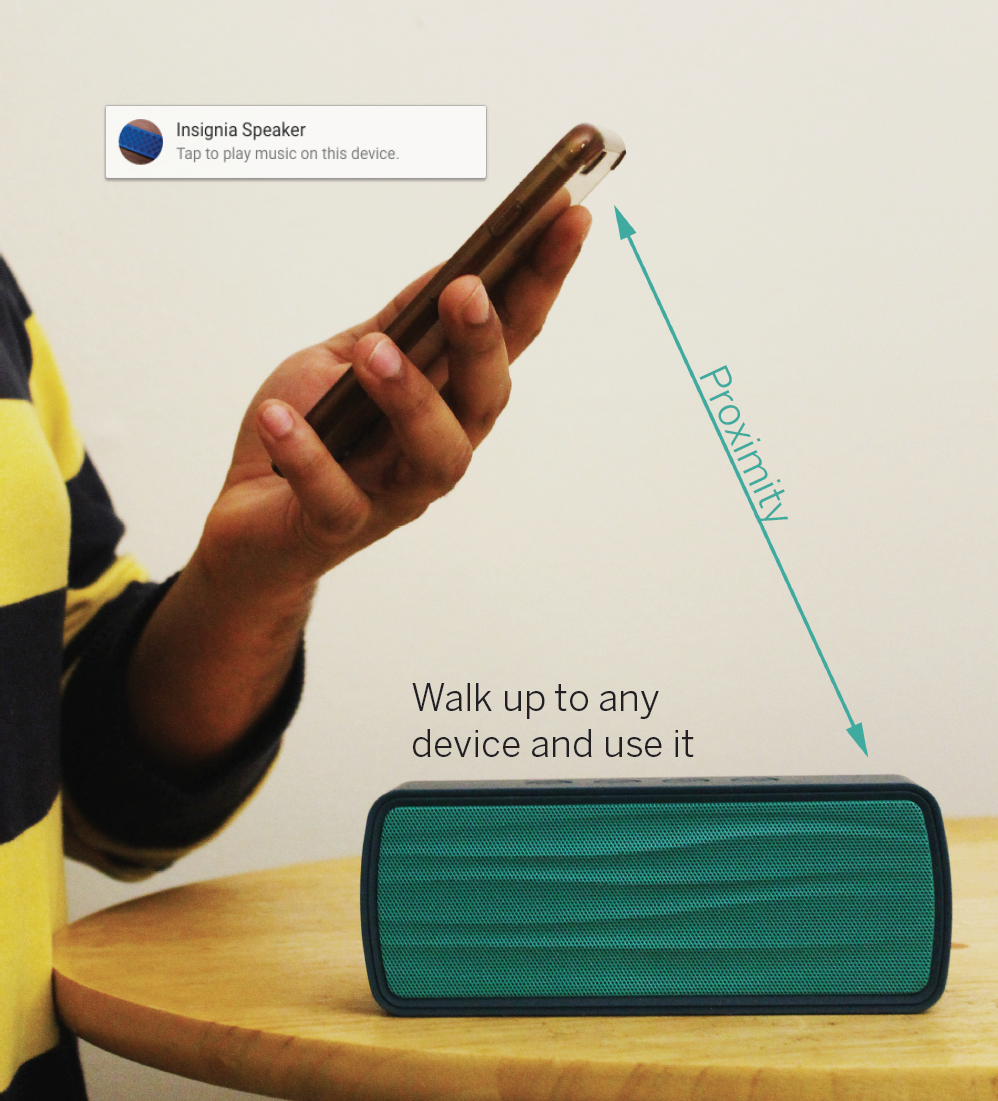 Insignia Speaker
Tap to play music on this device.
Proximity
Walk up to any
device and use it